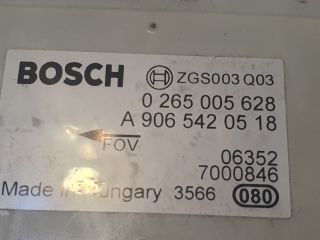 BOSCH ZGS003 Q03
0 265 005 628
A 906 542 05 18
FOV
06352
7000846
Made in Hungary 3566 080